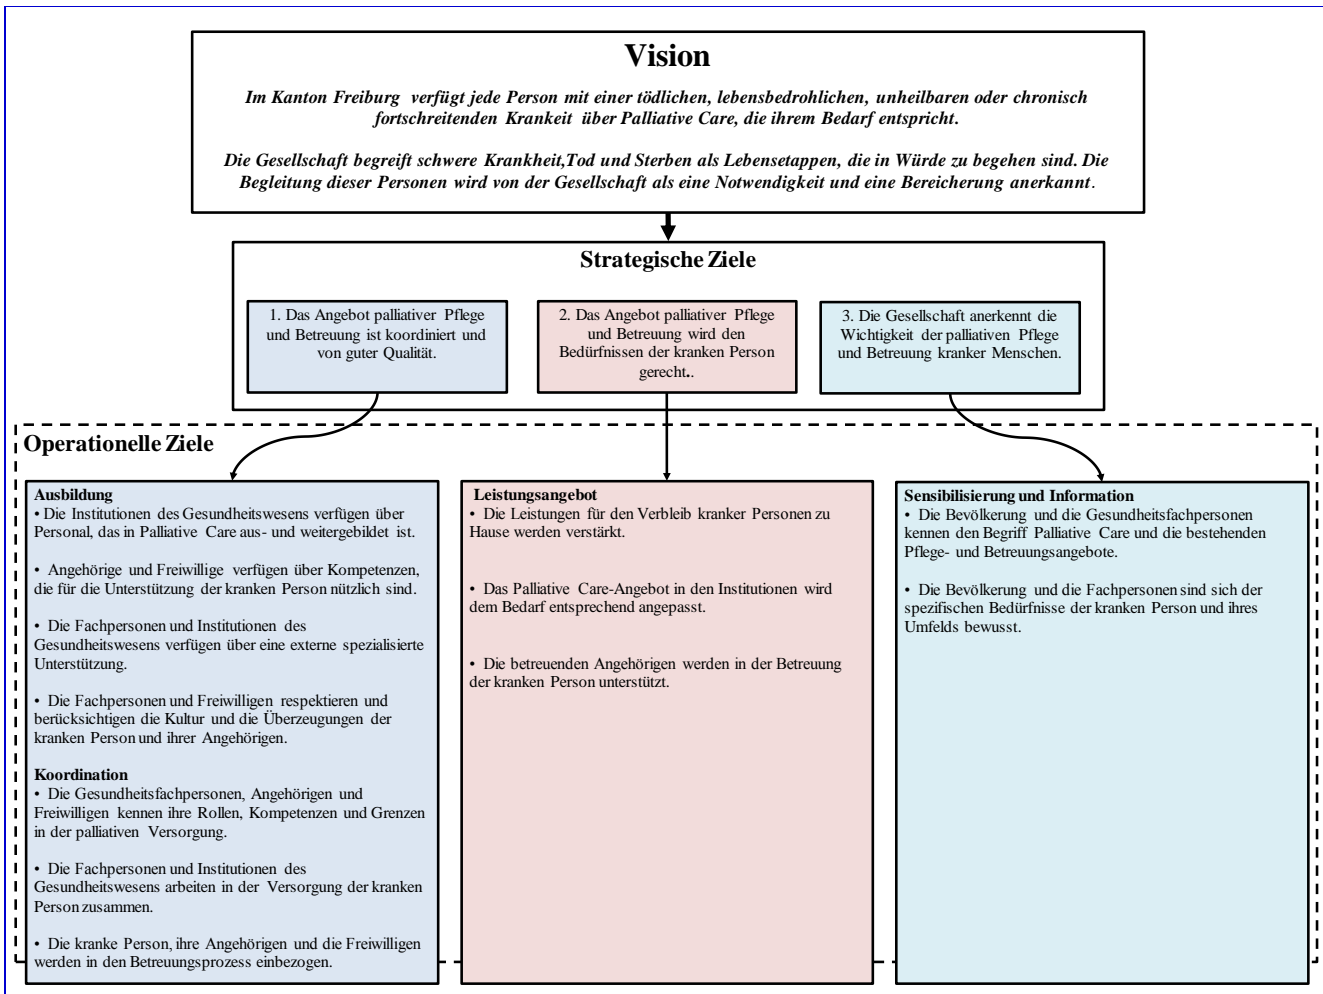 Vision
Im Kanton Freiburg verfügt jede Person mit einer tödlichen, lebensbedrohlichen, unheilbaren oder chronisch
fortschreitenden Krankeit über Palliative Care, die ihrem Bedarf entspricht.
Die Gesellschaft begreift schwere Krankheit,Tod und Sterben als Lebensetappen, die in Würde zu begehen sind. Die
Begleitung dieser Personen wird von der Gesellschaft als eine Notwendigkeit und eine Bereicherung anerkannt.
Strategische Ziele
1. Das Angebot palliativer Pflege
und Betreuung ist koordiniert und
von guter Qualität.
2. Das Angebot palliativer Pflege
und Betreuung wird den
Bedürfnissen der kranken Person
gerecht..
3. Die Gesellschaft anerkennt die
Wichtigkeit der palliativen Pflege
und Betreuung kranker Menschen.
Operationelle Ziele
Ausbildung
• Die Institutionen des Gesundheitswesens verfügen über
Personal, das in Palliative Care aus- und weitergebildet ist.
• Angehörige und Freiwillige verfügen über Kompetenzen,
die für die Unterstützung der kranken Person nützlich sind.
• Die Fachpersonen und Institutionen des
Gesundheitswesens verfügen über eine externe spezialisierte
Unterstützung.
• Die Fachpersonen und Freiwilligen respektieren und
berücksichtigen die Kultur und die Überzeugungen der
kranken Person und ihrer Angehörigen.
Koordination
• Die Gesundheitsfachpersonen, Angehörigen und
Freiwilligen kennen ihre Rollen, Kompetenzen und Grenzen
in der palliativen Versorgung.
• Die Fachpersonen und Institutionen des
Gesundheitswesens arbeiten in der Versorgung der kranken
Person zusammen.
• Die kranke Person, ihre Angehörigen und die Freiwilligen
werden in den Betreuungsprozess einbezogen.
Leistungsangebot
• Die Leistungen für den Verbleib kranker Personen zu
Hause werden verstärkt.
• Das Palliative Care-Angebot in den Institutionen wird
dem Bedarf entsprechend angepasst.
• Die betreuenden Angehörigen werden in der Betreuung
der kranken Person unterstützt.
Sensibilisierung und Information
• Die Bevölkerung und die Gesundheitsfachpersonen
kennen den Begriff Palliative Care und die bestehenden
Pflege- und Betreuungsangebote.
• Die Bevölkerung und die Fachpersonen sind sich der
spezifischen Bedürfnisse der kranken Person und ihres
Umfelds bewusst.